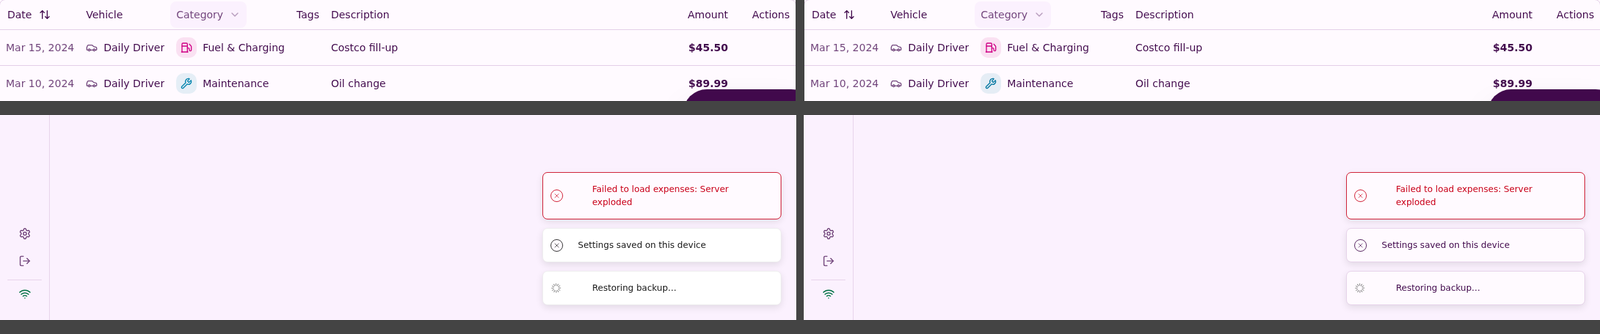 Date Vehicle Category Tags Description Amount Actions
Mar 15, 2024 Daily Driver Fuel & Charging Costco fill-up $45.50
Mar 10, 2024 Daily Driver Maintenance Oil change $89.99
Date Vehicle Category Tags Description Amount Actions
Mar 15, 2024 Daily Driver Fuel & Charging Costco fill-up $45.50
Mar 10, 2024 Daily Driver Maintenance Oil change $89.99
Failed to load expenses: Server
exploded
Settings saved on this device
Restoring backup...
Failed to load expenses: Server
exploded
Settings saved on this device
Restoring backup...